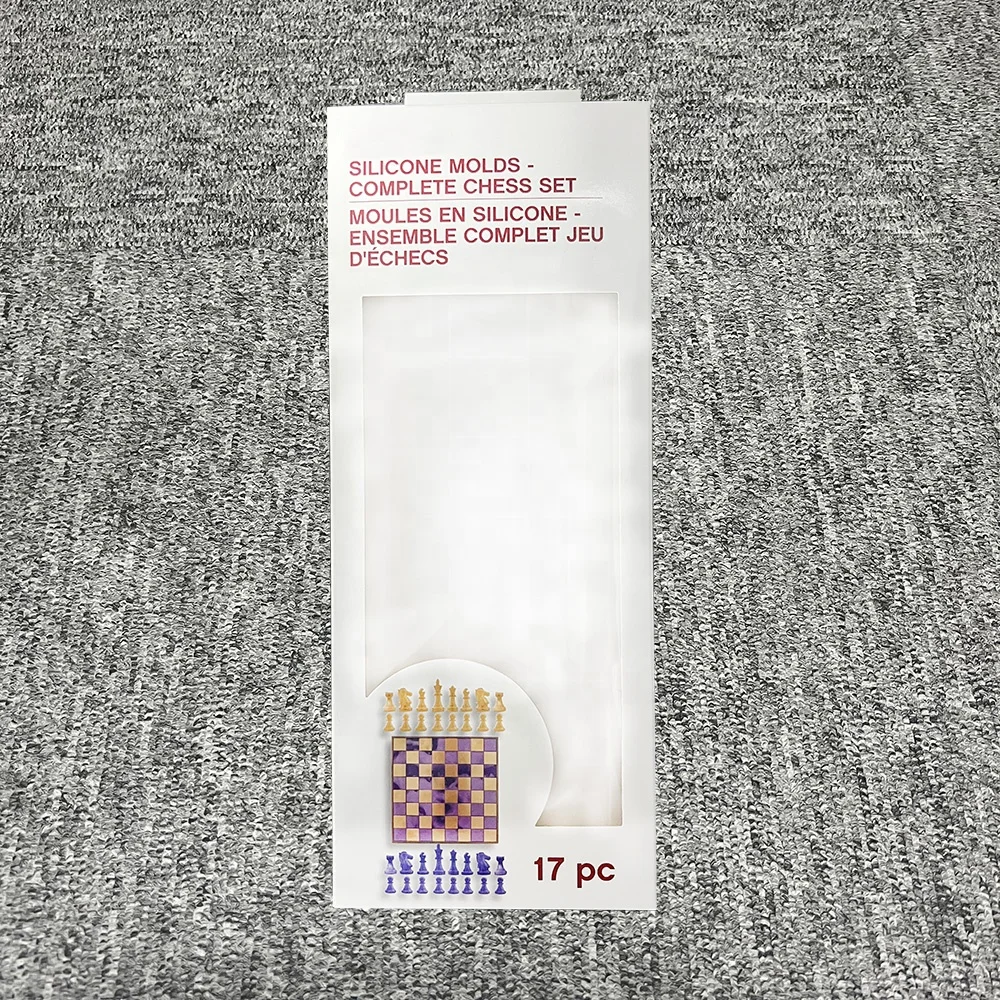 SILICONE MOLDS -
COMPLETE CHESS SET
MOULES EN SILICONE -
ENSEMBLE COMPLET JEU
D'ÉCHECS
17 pc